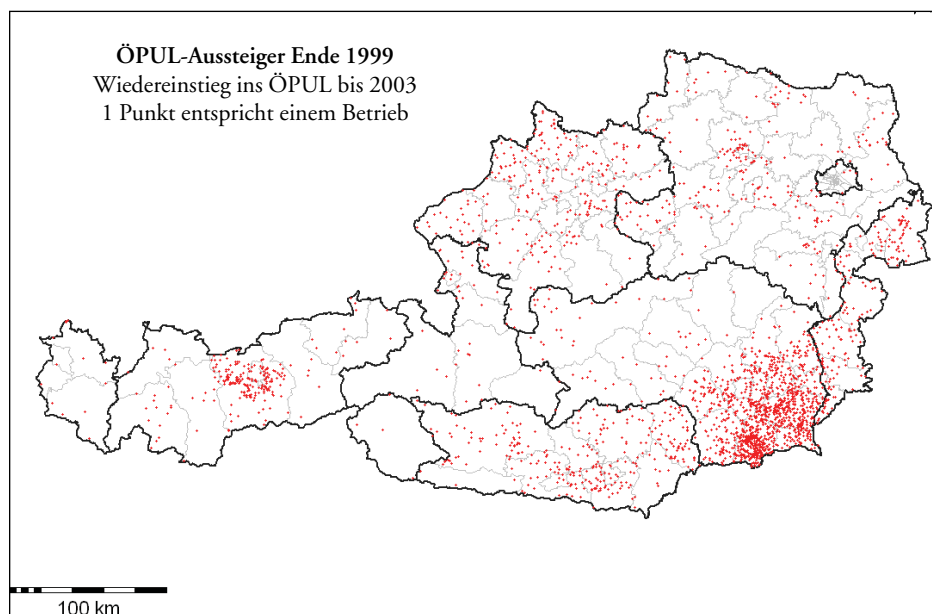 ÖPUL-Aussteiger Ende 1999
Wiedereinstieg ins ÖPUL bis 2003
1 Punkt entspricht einem Betrieb
100 km